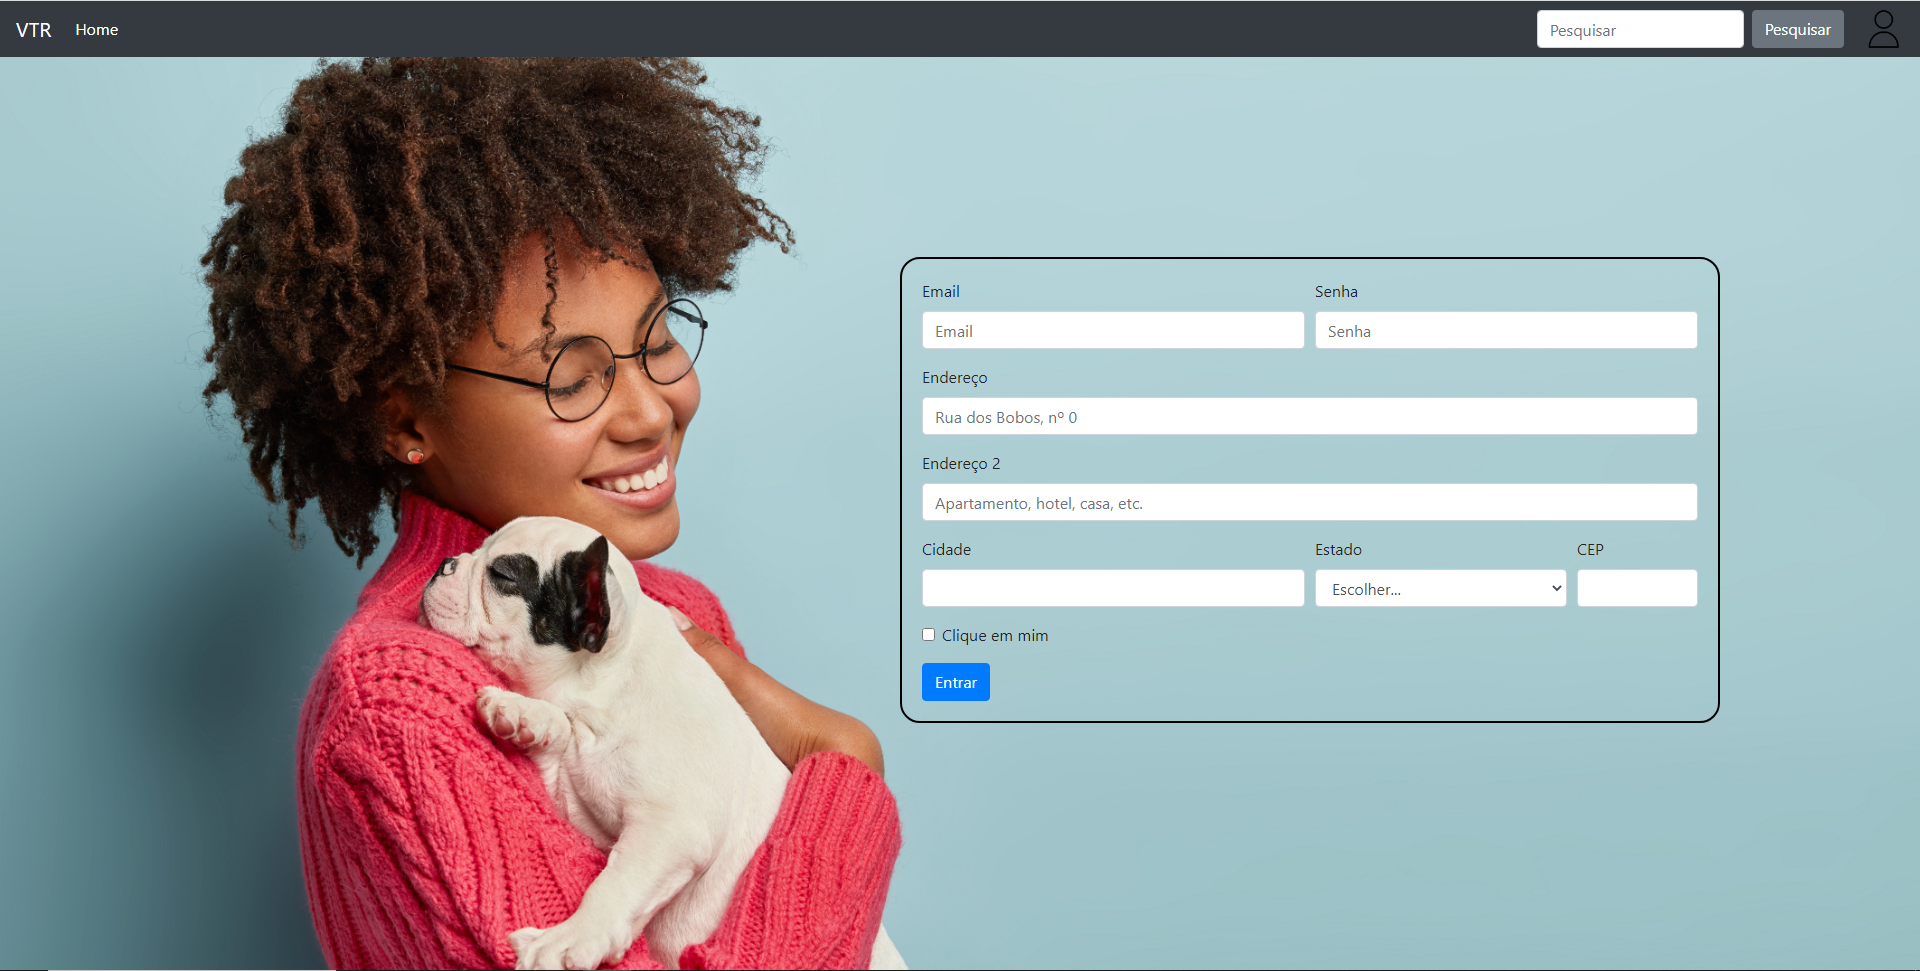 VTR Home Pesquisar Pesquisar
Email Senha
Email Senha
Endereço
Rua dos Bobos, nº 0
Endereço 2
Apartamento, hotel, casa, etc.
Cidade Estado CEP
Escolher...
Clique em mim
Entrar